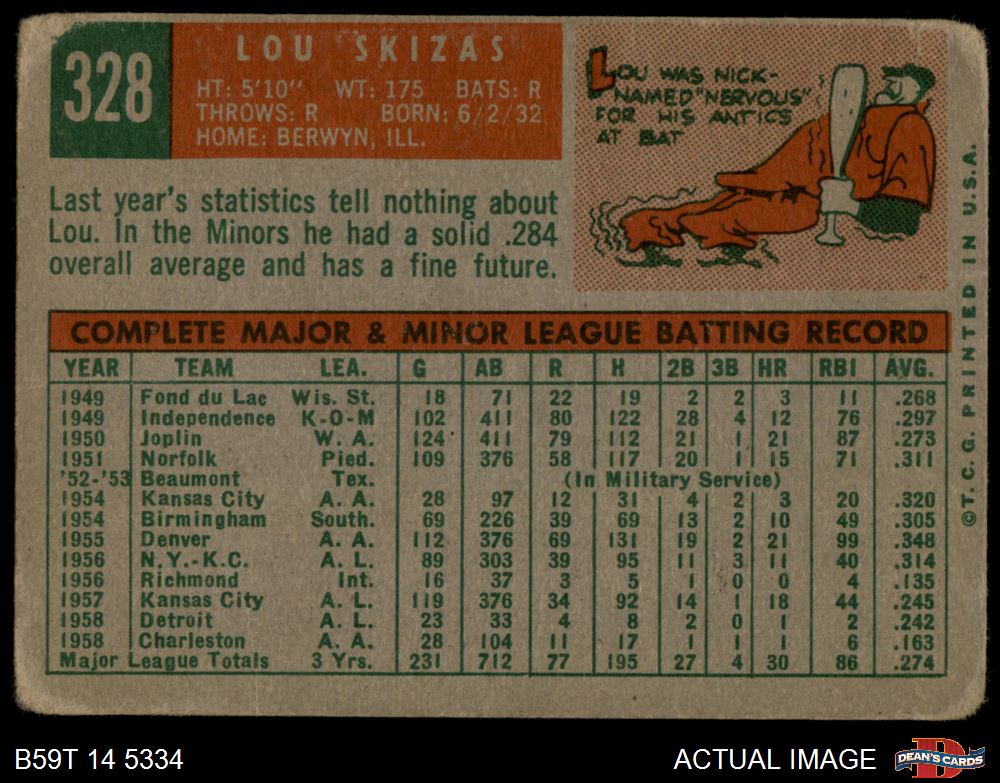 328
LOU SKIZAS
HT: 5'10" WT: 175 BATS: R
THROWS: R BORN: 6/2/32
HOME: BERWYN, ILL.
LOU WAS NICK-
NAMED "NERVOUS"
FOR HIS ANTICS
AT BAT
Last year's statistics tell nothing about
Lou. In the Minors he had a solid .284
overall average and has a fine future.
COMPLETE MAJOR & MINOR LEAGUE BATTING RECORD
YEAR TEAM LEA. G AB R H 2B 3B HR RBI AVG.
1949 Fond du Lac Wis. St. 18 71 22 19 2 2 3 11 .268
1949 Independence K-O-M 102 411 80 122 28 4 12 76 .297
1950 Joplin W. A. 124 411 79 112 21 1 21 87 .273
1951 Norfolk Pied. 109 376 58 117 20 1 15 71 .311
'52-'53 Beaumont Tex. (In Military Service)
1954 Kansas City A. A. 28 97 12 31 4 2 3 20 .320
1954 Birmingham South. 69 226 39 69 13 2 10 49 .305
1955 Denver A. A. 112 376 69 131 19 2 21 99 .348
1956 N.Y.-K.C. A. L. 89 303 39 95 11 3 11 40 .314
1956 Richmond Int. 16 37 3 5 1 0 0 4 .135
1957 Kansas City A. L. 119 376 34 92 14 1 18 44 .245
1958 Detroit A. L. 23 33 4 8 2 0 1 2 .242
1958 Charleston A. A. 28 104 11 17 1 1 1 6 .163
Major League Totals 3 Yrs. 231 712 77 195 27 4 30 86 .274
©T.C.G. PRINTED IN U.S.A.
B59T 14 5334
ACTUAL IMAGE
D
DEAN'S CARDS